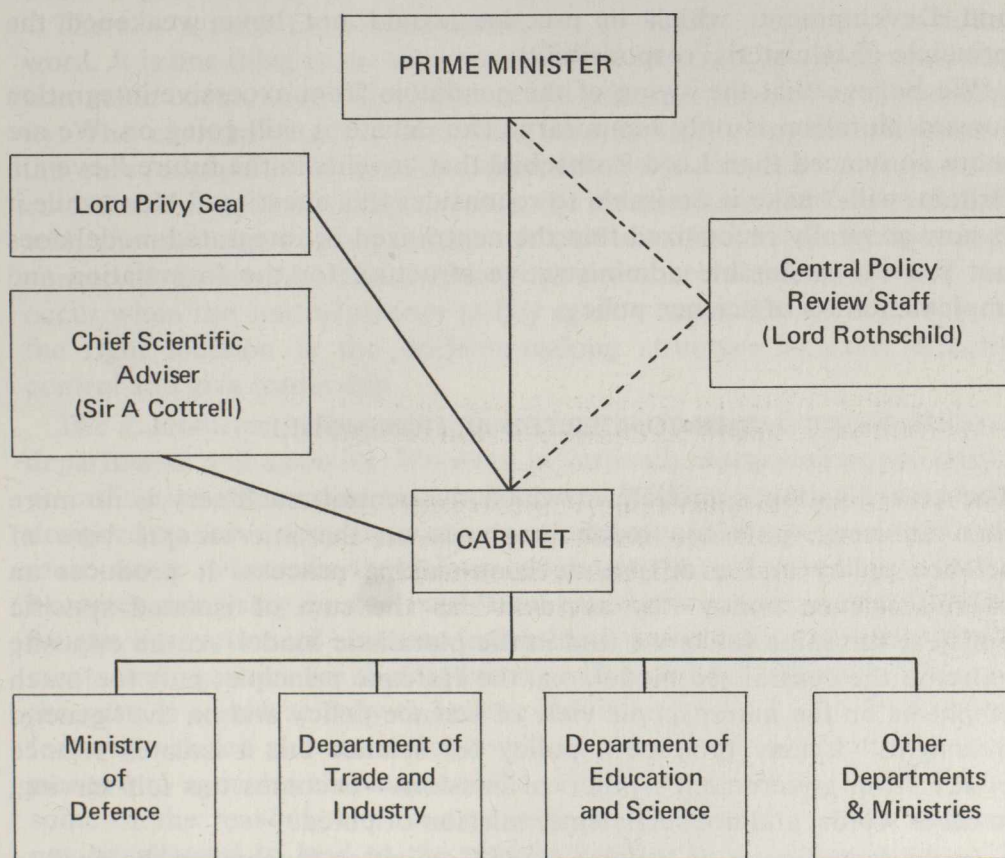 PRIME MINISTER
Lord Privy Seal
Chief Scientific
Adviser
(Sir A Cottrell)
Central Policy
Review Staff
(Lord Rothschild)
CABINET
Ministry
of
Defence
Department of
Trade and
Industry
Department of
Education
and Science
Other
Departments
& Ministries